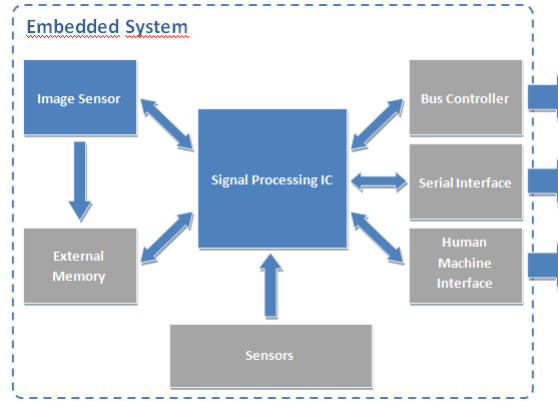 Embedded System
Image Sensor
Bus Controller
Signal Processing IC
Serial Interface
External
Memory
Human
Machine
Interface
Sensors